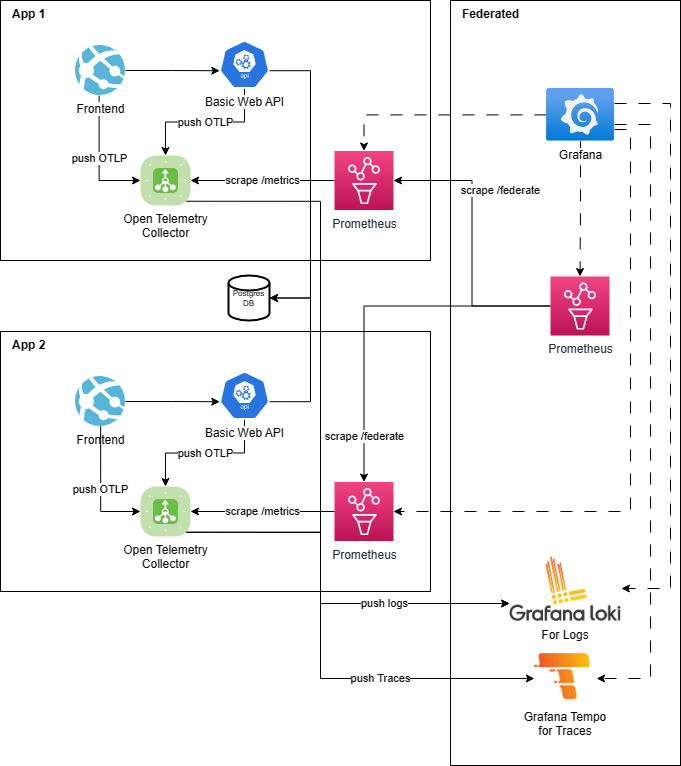 App 1
Federated
Frontend
api
Basic Web API
push OTLP
push OTLP
Open Telemetry
Collector
scrape /metrics
Prometheus
scrape /federate
Grafana
Postgres
DB
Prometheus
App 2
Frontend
api
Basic Web API
push OTLP
push OTLP
Open Telemetry
Collector
scrape /metrics
scrape /federate
Prometheus
push logs
Grafana loki
For Logs
push Traces
Grafana Tempo
for Traces